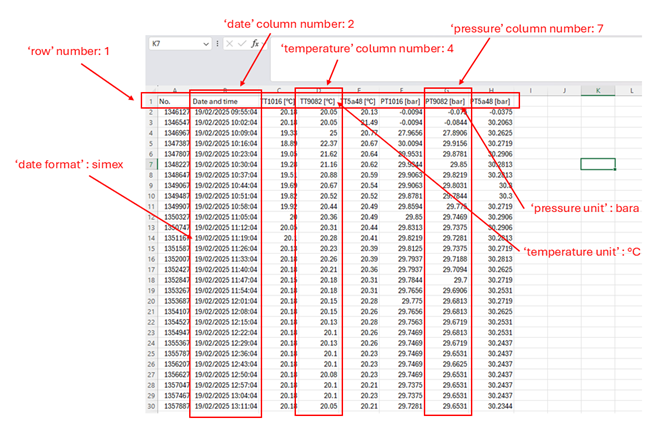 'date' column number: 2
'pressure' column number: 7
'row' number: 1
'temperature' column number: 4
K7 fx
A B C D E F G H I J K L
1 No. Date and time TT1016 [°C] TT9082 [°C] T5a48 [°C] PT1016 [bar] PT9082 [bar] PT5a48 [bar]
2 1346127 19/02/2025 09:55:04 20.18 20.05 20.13 -0.0094 -0.0375
3 1346547 19/02/2025 10:02:04 20.18 20.05 21.49 -0.0094 -0.0844 30.2063
4 1346967 19/02/2025 10:09:04 19.33 25 20.77 27.9656 27.8906 30.2625
5 1347387 19/02/2025 10:16:04 18.89 22.37 20.67 30.0094 29.9156 30.2719
6 1347807 19/02/2025 10:23:04 19.05 21.62 20.64 29.9531 29.8781 30.2906
7 1348227 19/02/2025 10:30:04 19.28 21.16 20.62 29.9344 29.85 30.2813
8 1348647 19/02/2025 10:37:04 19.51 20.88 20.59 29.9063 29.8219 30.2813
9 1349067 19/02/2025 10:44:04 19.69 20.67 20.54 29.9063 29.8031 30.3
10 1349487 19/02/2025 10:51:04 19.82 20.52 20.52 29.8781 29.7844 30.3
11 1349907 19/02/2025 10:58:04 19.92 20.44 20.49 29.8594 29.775 30.2719
12 1350327 19/02/2025 11:05:04 20 20.36 20.49 29.85 29.7469 30.2906
13 1350747 19/02/2025 11:12:04 20.05 20.31 20.44 29.8313 29.7375 30.2906
14 1351167 19/02/2025 11:19:04 20.1 20.28 20.41 29.8219 29.7281 30.2813
15 1351587 19/02/2025 11:26:04 20.13 20.23 20.39 29.8125 29.7375 30.2719
16 1352007 19/02/2025 11:33:04 20.18 20.26 20.39 29.7937 29.7188 30.2813
17 1352427 19/02/2025 11:40:04 20.18 20.21 20.36 29.7937 29.7094 30.2625
18 1352847 19/02/2025 11:47:04 20.15 20.18 20.31 29.7844 29.7 30.2719
19 1353267 19/02/2025 11:54:04 20.18 20.18 20.31 29.7656 29.6906 30.2531
20 1353687 19/02/2025 12:01:04 20.18 20.15 20.28 29.775 29.6813 30.2719
21 1354107 19/02/2025 12:08:04 20.18 20.15 20.26 29.7656 29.6813 30.2625
22 1354527 19/02/2025 12:15:04 20.18 20.13 20.28 29.7563 29.6719 30.2531
23 1354947 19/02/2025 12:22:04 20.18 20.1 20.26 29.7469 29.6813 30.2531
24 1355367 19/02/2025 12:29:04 20.18 20.13 20.26 29.7469 29.6719 30.2437
25 1355787 19/02/2025 12:36:04 20.18 20.1 20.23 29.7469 29.6531 30.2437
26 1356207 19/02/2025 12:43:04 20.18 20.1 20.23 29.7469 29.6625 30.2437
27 1356627 19/02/2025 12:50:04 20.18 20.08 20.23 29.7469 29.6531 30.2437
28 1357047 19/02/2025 12:57:04 20.18 20.1 20.21 29.7375 29.6531 30.2437
29 1357467 19/02/2025 13:04:04 20.18 20.1 20.23 29.7375 29.6531 30.2437
30 1357887 19/02/2025 13:11:04 20.18 20.05 20.21 29.7281 29.6531 30.2344
'date format' : simex
'pressure unit' : bara
'temperature unit' : °C